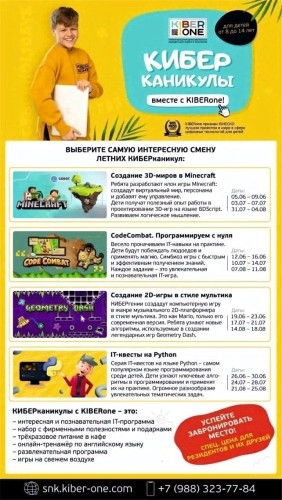 KIBER
ONE
для детей
от 8 до 14 лет
КИБЕР
КАНИКУЛЫ
вместе с KIBERone!
KIBERone признан ЮНЕСКО
лучшим проектом в мире в сфере
цифровых технологий для детей
ВЫБЕРИТЕ САМУЮ ИНТЕРЕСНУЮ СМЕНУ
ЛЕТНИХ КИБЕРканикул:
MINECRAFT
Создание 3D-миров в Minecraft
Ребята разработают клон игры Minecraft:
создадут виртуальный мир, персонажа
и добавят ему управление.
Дети получат полезный опыт работы в
проектировании 3D-игр на языке GDScript.
Развиваем логическое мышление.
Даты:
05.06 - 09.06
03.07 - 07.07
31.07 - 04.08
CODE COMBAT
CodeCombat. Программируем с нуля
Весело прокачиваем IT-навыки на практике.
Дети будут побеждать людоедов и
применять магию. Симбиоз игры с быстрым
и эффективным получением знаний.
Каждое задание – это увлекательная
и познавательная IT-игра.
Даты:
12.06 - 16.06
10.07 - 14.07
07.08 - 11.08
GEOMETRY DASH
Создание 2D-игры в стиле мультика
КИБЕРгении создадут компьютерную игру
в жанре музыкального 2D-платформера
в стиле мультика. Это как Mario, только его
современная версия. Ребята узнают новые
алгоритмы, используемые в создании
легендарных игр Geometry Dash.
Даты:
19.06 - 23.06
17.07 - 21.07
14.08 - 18.08
IT-квесты на Python
Серия IT-квестов на языке Python – самом
популярном языке программирования
среди детей. Дети узнают ключевые алго-
ритмы в программировании и применят
их на практике. Огромное разнообразие
увлекательных тематических задач.
Даты:
26.06 - 30.06
24.07 - 28.07
21.08 - 25.08
КИБЕРканикулы с KIBERone – это:
– интересная и познавательная IT-программа
– набор с фирменными полезностями и подарками
– трёхразовое питание в кафе
– онлайн-тренажёр по английскому языку
– развлекательная программа
– игры на свежем воздухе
УСПЕЙТЕ
ЗАБРОНИРОВАТЬ
МЕСТО!
СПЕЦ. ЦЕНА ДЛЯ
РЕЗИДЕНТОВ И ИХ ДРУЗЕЙ
snk.kiber-one.com
+7 (988) 323-77-84